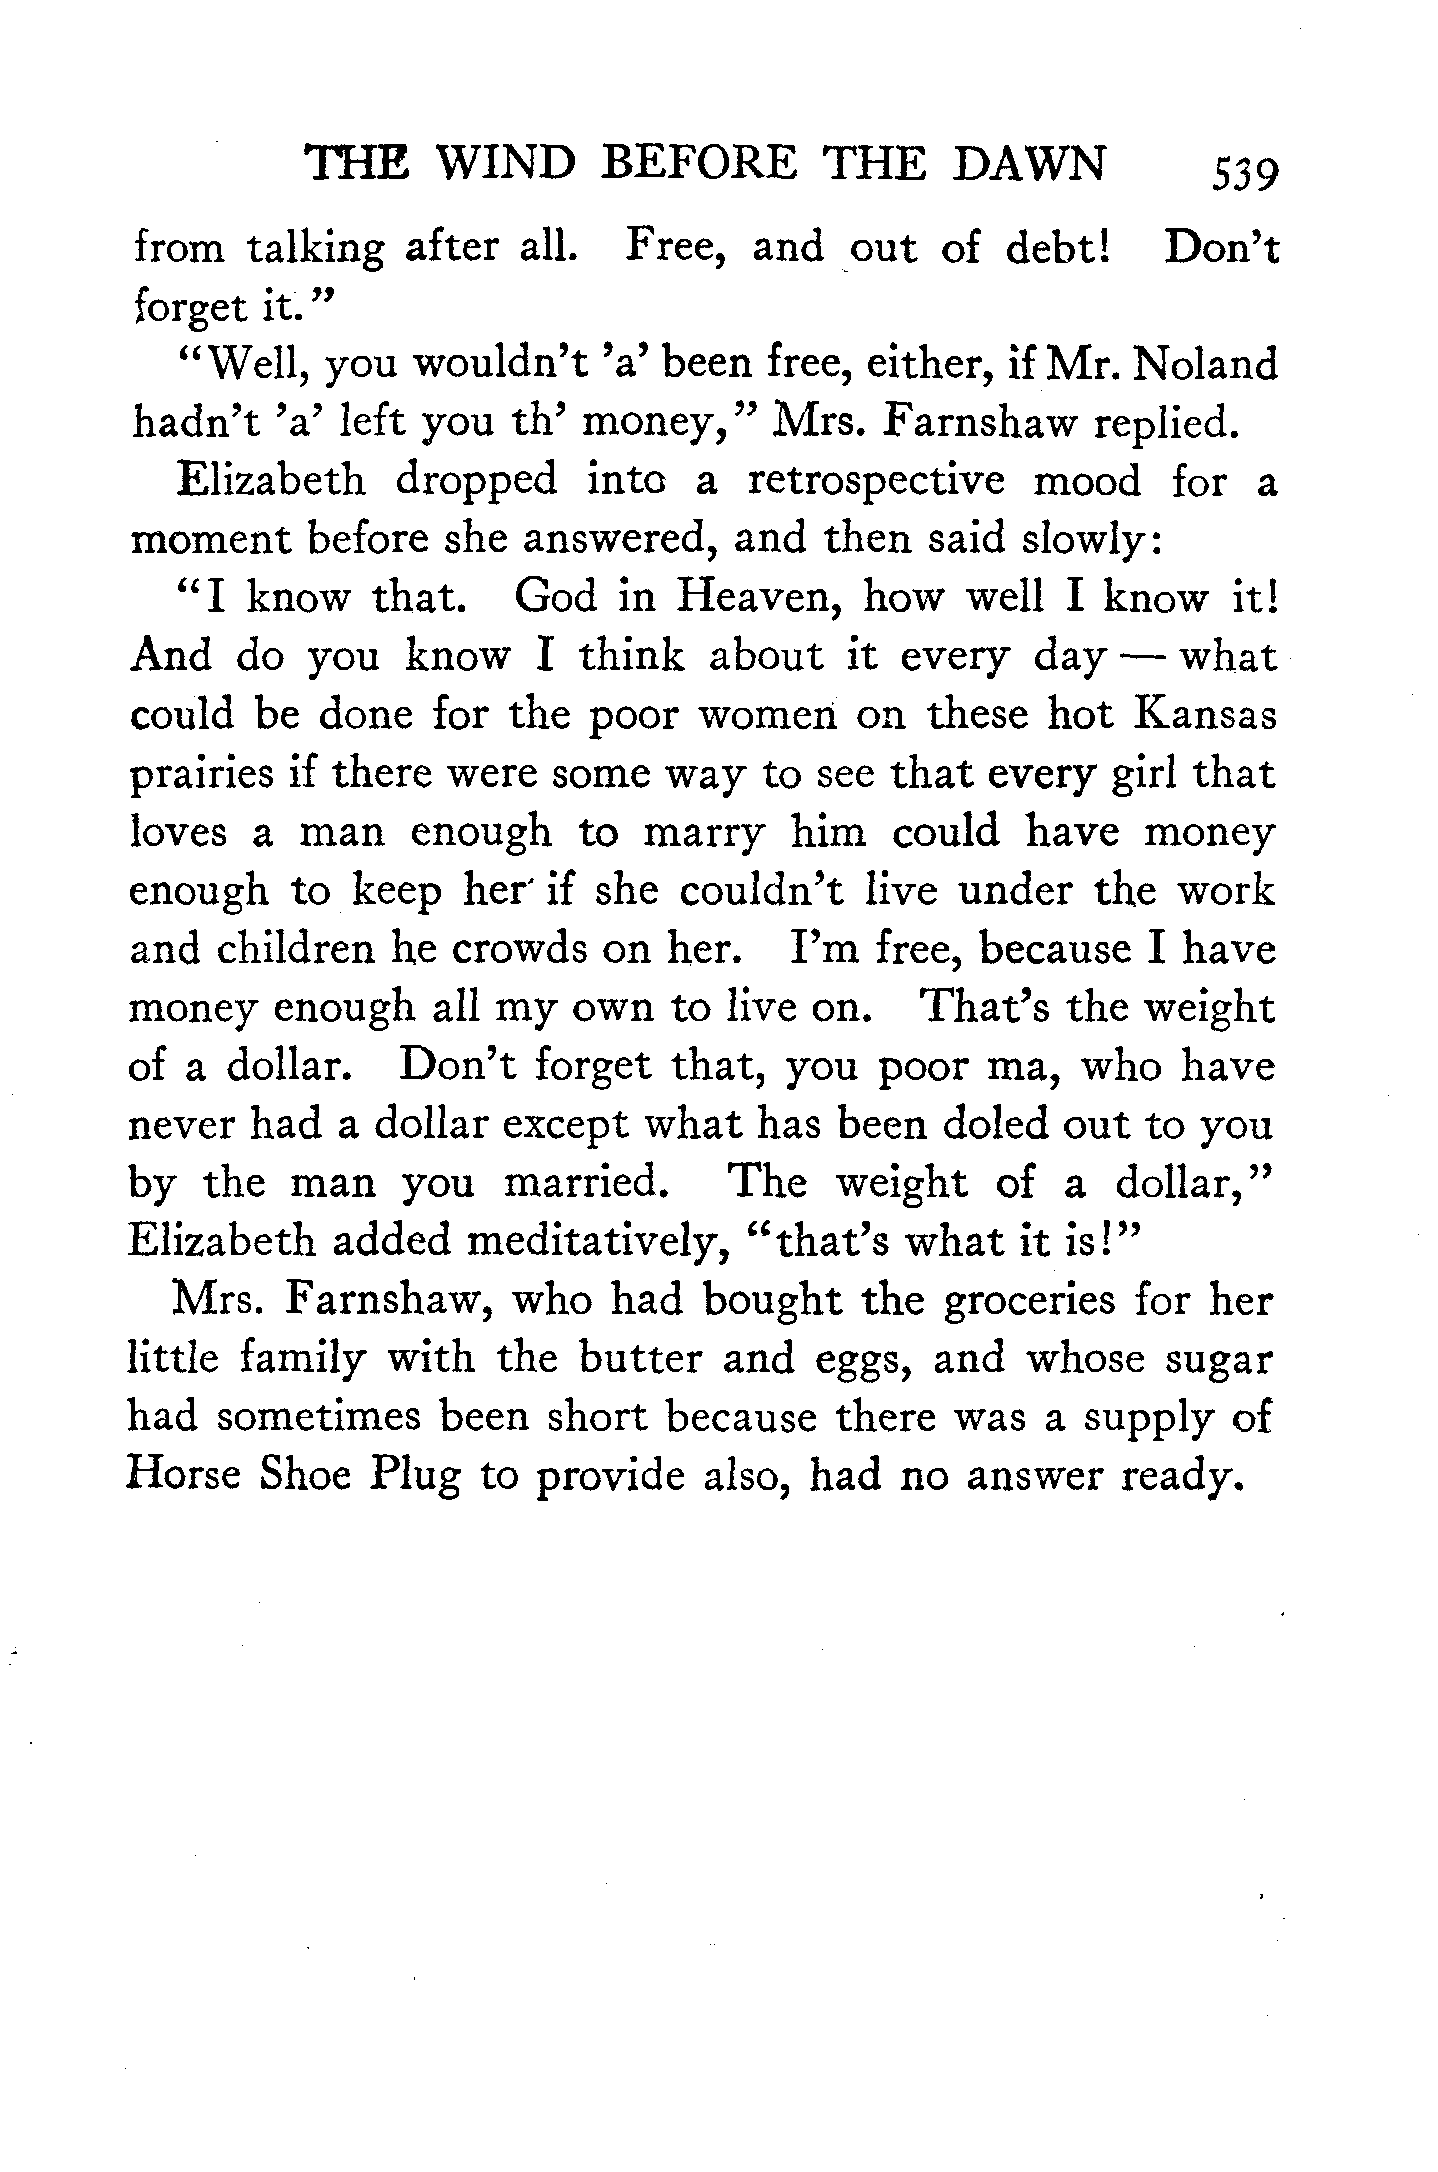 THE WIND BEFORE THE DAWN 539
from talking after all. Free, and out of debt! Don't
forget it."
"Well, you wouldn't 'a' been free, either, if Mr. Noland
hadn't 'a' left you th' money," Mrs. Farnshaw replied.
Elizabeth dropped into a retrospective mood for a
moment before she answered, and then said slowly:
"I know that. God in Heaven, how well I know it!
And do you know I think about it every day — what
could be done for the poor women on these hot Kansas
prairies if there were some way to see that every girl that
loves a man enough to marry him could have money
enough to keep her if she couldn't live under the work
and children he crowds on her. I'm free, because I have
money enough all my own to live on. That's the weight
of a dollar. Don't forget that, you poor ma, who have
never had a dollar except what has been doled out to you
by the man you married. The weight of a dollar,"
Elizabeth added meditatively, "that's what it is!"
Mrs. Farnshaw, who had bought the groceries for her
little family with the butter and eggs, and whose sugar
had sometimes been short because there was a supply of
Horse Shoe Plug to provide also, had no answer ready.